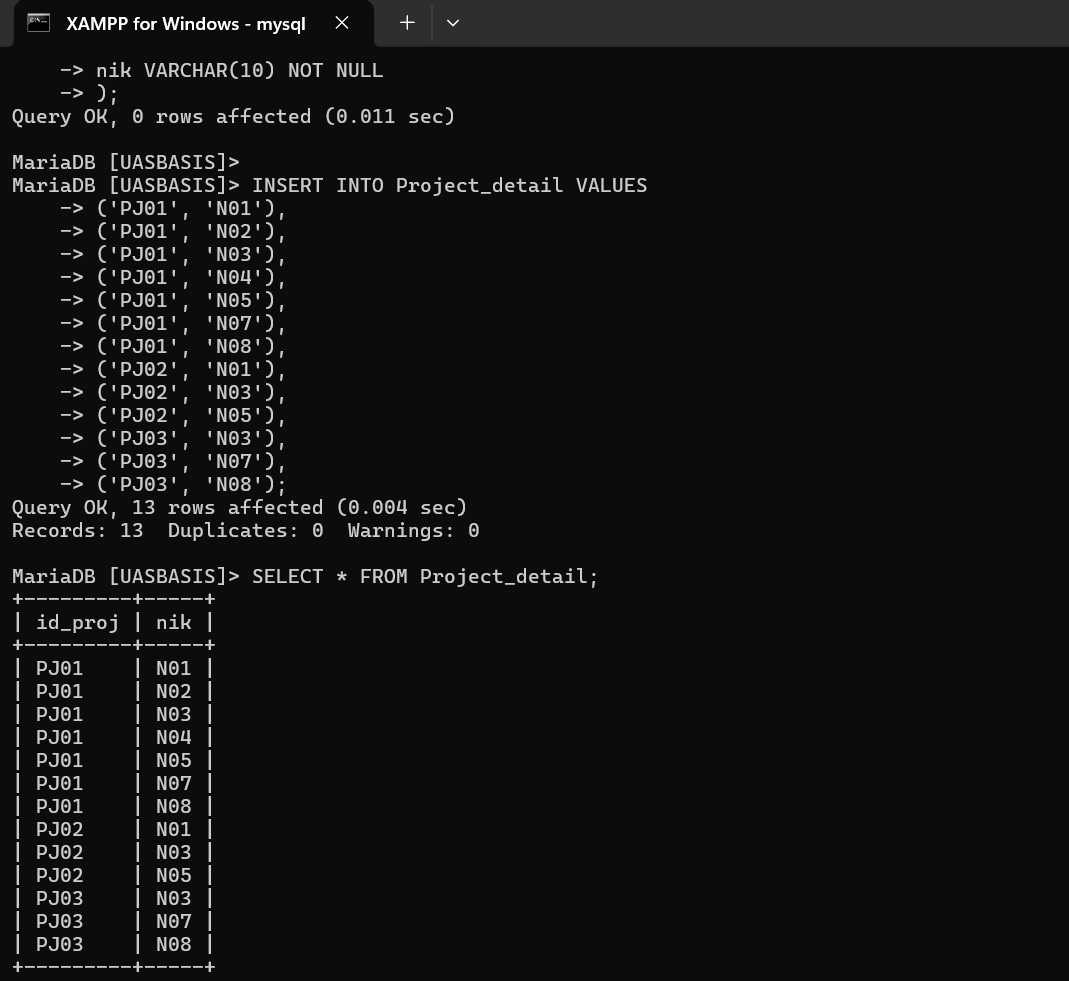 XAMPP for Windows - mysql
    -> nik VARCHAR(10) NOT NULL
    -> );
Query OK, 0 rows affected (0.011 sec)

MariaDB [UASBASIS]>
MariaDB [UASBASIS]> INSERT INTO Project_detail VALUES
    -> ('PJ01', 'N01'),
    -> ('PJ01', 'N02'),
    -> ('PJ01', 'N03'),
    -> ('PJ01', 'N04'),
    -> ('PJ01', 'N05'),
    -> ('PJ01', 'N07'),
    -> ('PJ01', 'N08'),
    -> ('PJ02', 'N01'),
    -> ('PJ02', 'N03'),
    -> ('PJ02', 'N05'),
    -> ('PJ03', 'N03'),
    -> ('PJ03', 'N07'),
    -> ('PJ03', 'N08');
Query OK, 13 rows affected (0.004 sec)
Records: 13  Duplicates: 0  Warnings: 0

MariaDB [UASBASIS]> SELECT * FROM Project_detail;
+---------+-----+
| id_proj | nik |
+---------+-----+
| PJ01    | N01 |
| PJ01    | N02 |
| PJ01    | N03 |
| PJ01    | N04 |
| PJ01    | N05 |
| PJ01    | N07 |
| PJ01    | N08 |
| PJ02    | N01 |
| PJ02    | N03 |
| PJ02    | N05 |
| PJ03    | N03 |
| PJ03    | N07 |
| PJ03    | N08 |
+---------+-----+